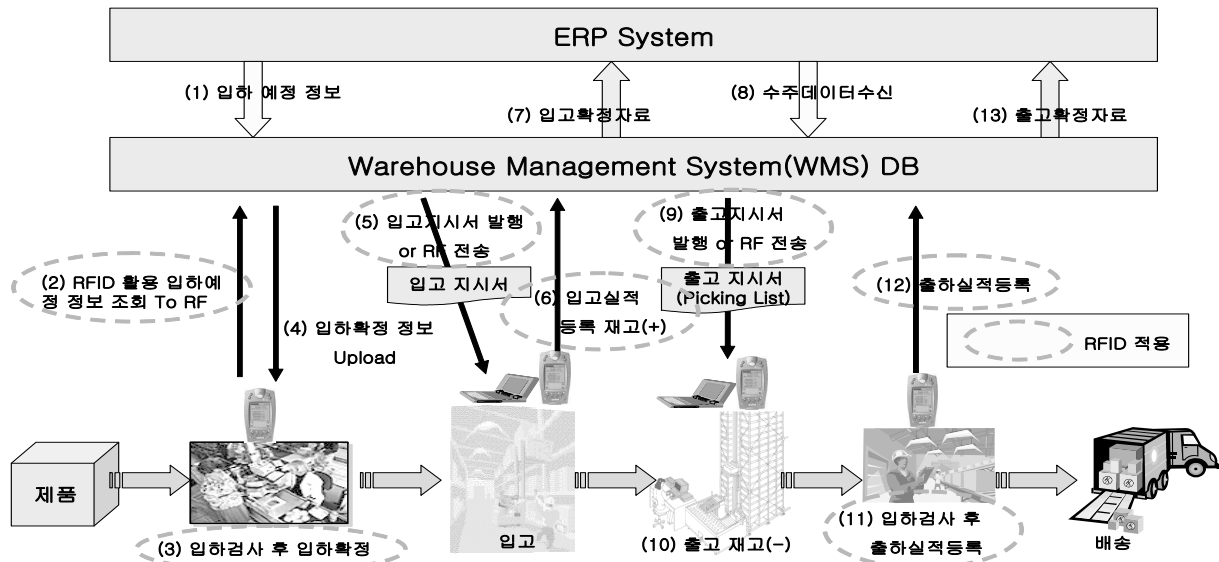 ERP System
(1) 입하 예정 정보
(7) 입고확정자료
(8) 수주데이터수신
(13) 출고확정자료
Warehouse Management System(WMS) DB
(2) RFID 활용 입하예
정 정보 조회 To RF
(4) 입하확정 정보
Upload
(5) 입고지시서 발행
or RF 전송
입고 지시서
(6) 입고실적
등록 재고(+)
(9) 출고지시서
발행 or RF 전송
출고 지시서
(Picking List)
(12) 출하실적등록
RFID 적용
제품
(3) 입하검사 후 입하확정
입고
(10) 출고 재고(-)
(11) 입하검사 후
출하실적등록
배송